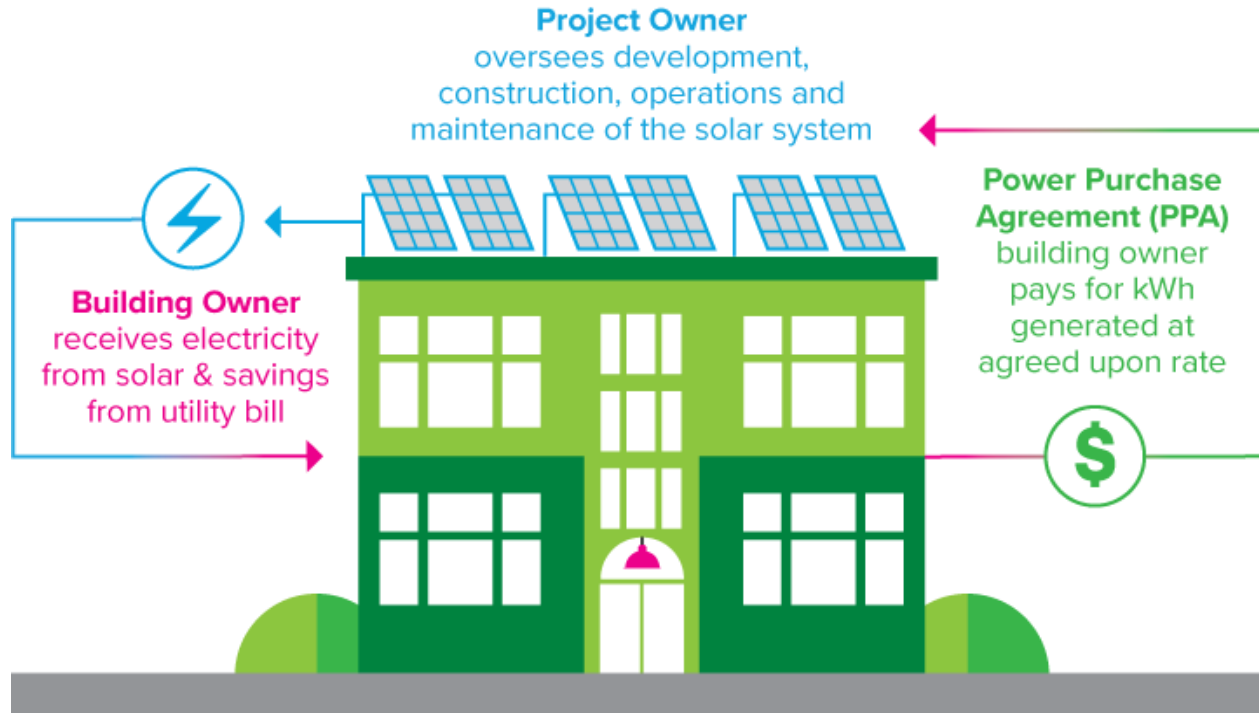 Project Owner
oversees development,
construction, operations and
maintenance of the solar system
Building Owner
receives electricity
from solar & savings
from utility bill
Power Purchase
Agreement (PPA)
building owner
pays for kWh
generated at
agreed upon rate
$